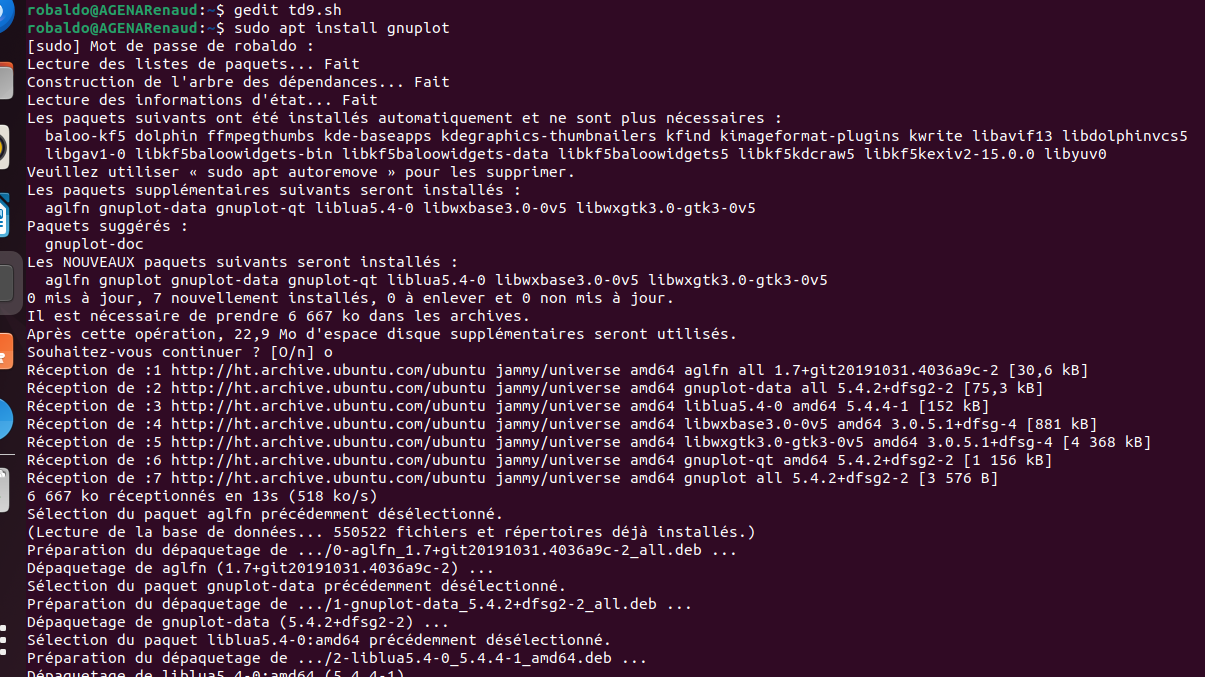 robaldo@AGENARenaud:~$ gedit td9.sh
robaldo@AGENARenaud:~$ sudo apt install gnuplot
[sudo] Mot de passe de robaldo :
Lecture des listes de paquets... Fait
Construction de l'arbre des dépendances... Fait
Lecture des informations d'état... Fait
Les paquets suivants ont été installés automatiquement et ne sont plus nécessaires :
  baloo-kf5 dolphin ffmpegthumbs kde-baseapps kdegraphics-thumbnailers kfind kimageformat-plugins kwrite libavif13 libdolphinvcs5
  libgav1-0 libkf5baloowidgets-bin libkf5baloowidgets-data libkf5baloowidgets5 libkf5kdcraw5 libkf5kexiv2-15.0.0 libyuv0
Veuillez utiliser « sudo apt autoremove » pour les supprimer.
Les paquets supplémentaires suivants seront installés :
  aglfn gnuplot-data gnuplot-qt liblua5.4-0 libwxbase3.0-0v5 libwxgtk3.0-gtk3-0v5
Paquets suggérés :
  gnuplot-doc
Les NOUVEAUX paquets suivants seront installés :
  aglfn gnuplot gnuplot-data gnuplot-qt liblua5.4-0 libwxbase3.0-0v5 libwxgtk3.0-gtk3-0v5
0 mis à jour, 7 nouvellement installés, 0 à enlever et 0 non mis à jour.
Il est nécessaire de prendre 6 667 ko dans les archives.
Après cette opération, 22,9 Mo d'espace disque supplémentaires seront utilisés.
Souhaitez-vous continuer ? [O/n] o
Réception de :1 http://ht.archive.ubuntu.com/ubuntu jammy/universe amd64 aglfn all 1.7+git20191031.4036a9c-2 [30,6 kB]
Réception de :2 http://ht.archive.ubuntu.com/ubuntu jammy/universe amd64 gnuplot-data all 5.4.2+dfsg2-2 [75,3 kB]
Réception de :3 http://ht.archive.ubuntu.com/ubuntu jammy/universe amd64 liblua5.4-0 amd64 5.4.4-1 [152 kB]
Réception de :4 http://ht.archive.ubuntu.com/ubuntu jammy/universe amd64 libwxbase3.0-0v5 amd64 3.0.5.1+dfsg-4 [881 kB]
Réception de :5 http://ht.archive.ubuntu.com/ubuntu jammy/universe amd64 libwxgtk3.0-gtk3-0v5 amd64 3.0.5.1+dfsg-4 [4 368 kB]
Réception de :6 http://ht.archive.ubuntu.com/ubuntu jammy/universe amd64 gnuplot-qt amd64 5.4.2+dfsg2-2 [1 156 kB]
Réception de :7 http://ht.archive.ubuntu.com/ubuntu jammy/universe amd64 gnuplot all 5.4.2+dfsg2-2 [3 576 B]
6 667 ko réceptionnés en 13s (518 ko/s)
Sélection du paquet aglfn précédemment désélectionné.
(Lecture de la base de données... 550522 fichiers et répertoires déjà installés.)
Préparation du dépaquetage de .../0-aglfn_1.7+git20191031.4036a9c-2_all.deb ...
Dépaquetage de aglfn (1.7+git20191031.4036a9c-2) ...
Sélection du paquet gnuplot-data précédemment désélectionné.
Préparation du dépaquetage de .../1-gnuplot-data_5.4.2+dfsg2-2_all.deb ...
Dépaquetage de gnuplot-data (5.4.2+dfsg2-2) ...
Sélection du paquet liblua5.4-0:amd64 précédemment désélectionné.
Préparation du dépaquetage de .../2-liblua5.4-0_5.4.4-1_amd64.deb ...
Dépaquetage de liblua5.4-0:amd64 (5.4.4-1)